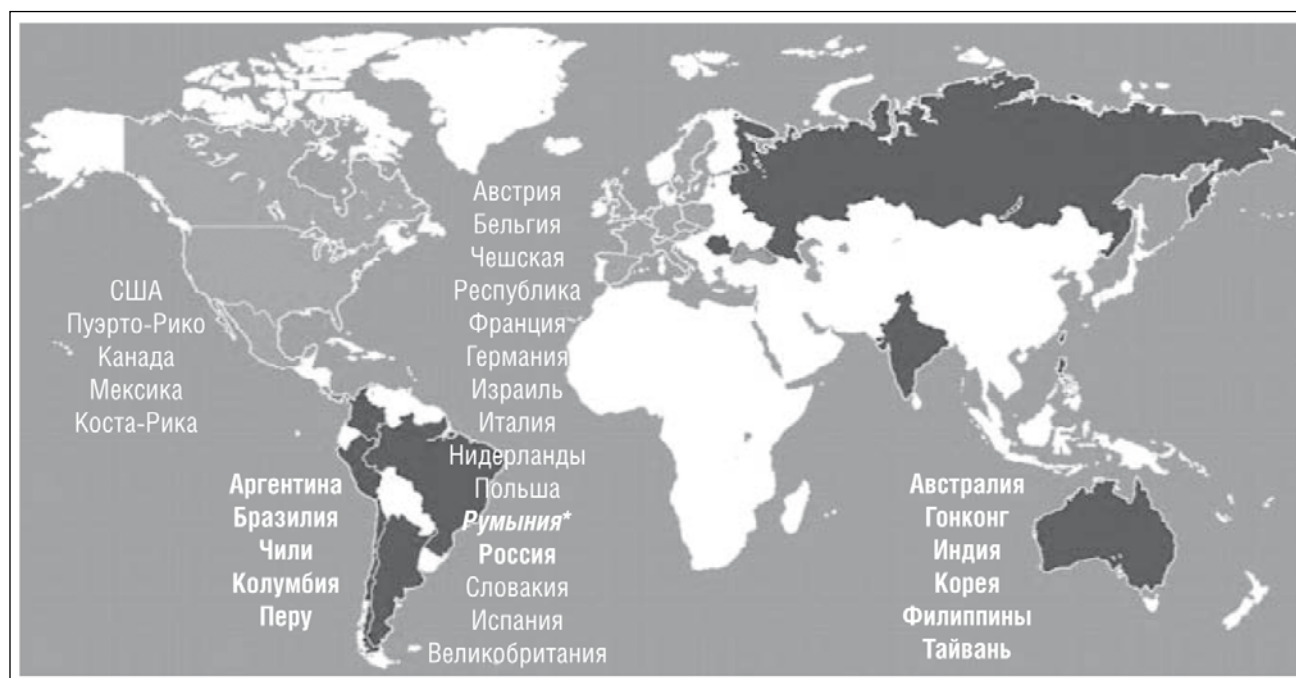 США
Пуэрто-Рико
Канада
Мексика
Коста-Рика
Аргентина
Бразилия
Чили
Колумбия
Перу
Австрия
Бельгия
Чешская
Республика
Франция
Германия
Израиль
Италия
Нидерланды
Польша
Румыния*
Россия
Словакия
Испания
Великобритания
Австралия
Гонконг
Индия
Корея
Филиппины
Тайвань